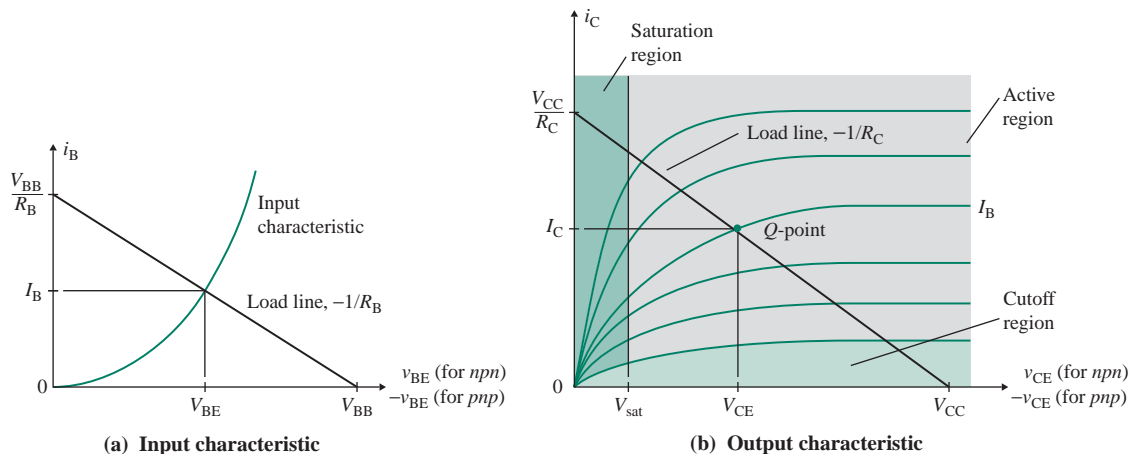 i_B
V_BB
R_B
Input
characteristic
I_B
Load line, −1/R_B
0
V_BE
V_BB
v_BE (for npn)
−v_BE (for pnp)
(a) Input characteristic
i_C
Saturation
region
V_CC
R_C
Load line, −1/R_C
Active
region
I_C
Q-point
I_B
Cutoff
region
0
V_sat
V_CE
V_CC
v_CE (for npn)
−v_CE (for pnp)
(b) Output characteristic